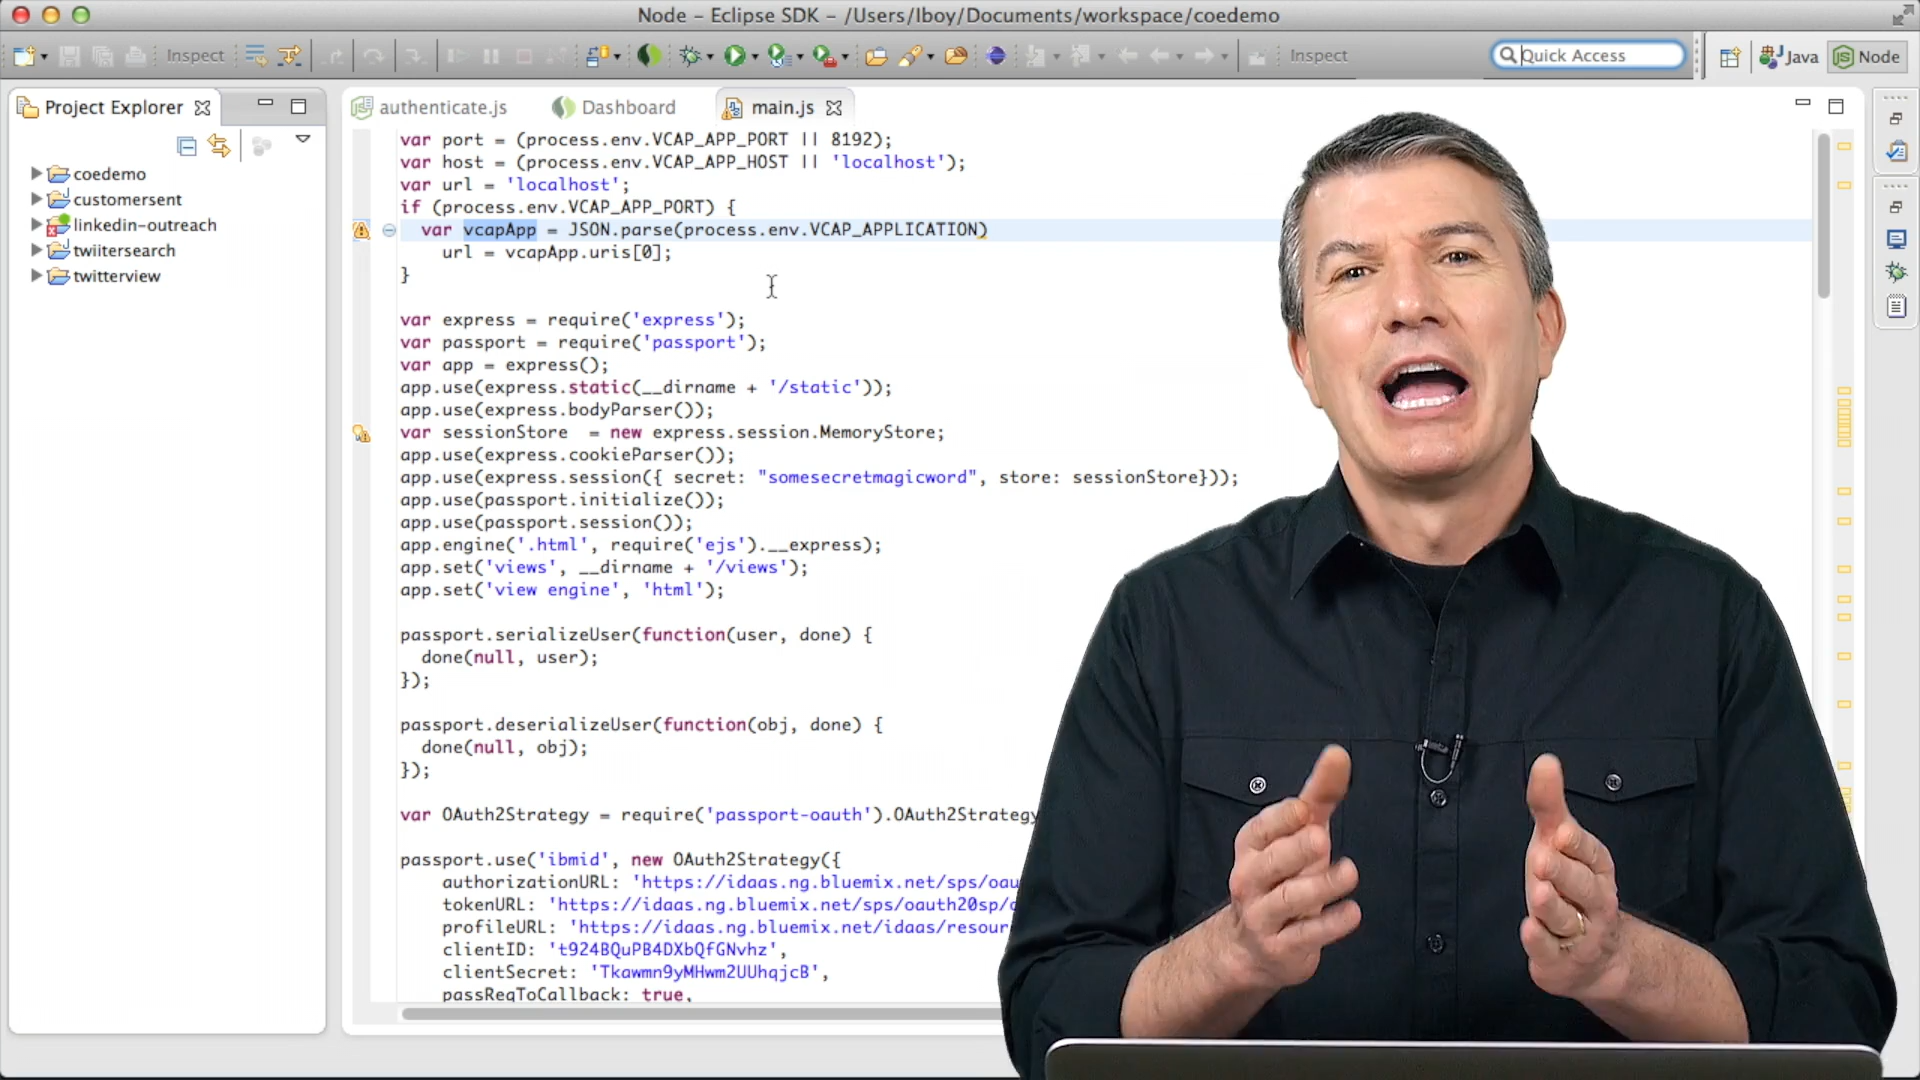 Node – Eclipse SDK – /Users/lboy/Documents/workspace/coedemo
Inspect
Inspect
Quick Access
Java
Node
Project Explorer
authenticate.js
Dashboard
main.js
coedemo
customersent
linkedin-outreach
twiitersearch
twitterview
var port = (process.env.VCAP_APP_PORT || 8192);
var host = (process.env.VCAP_APP_HOST || 'localhost');
var url = 'localhost';
if (process.env.VCAP_APP_PORT) {
var vcapApp = JSON.parse(process.env.VCAP_APPLICATION)
url = vcapApp.uris[0];
}
var express = require('express');
var passport = require('passport');
var app = express();
app.use(express.static(__dirname + '/static'));
app.use(express.bodyParser());
var sessionStore  = new express.session.MemoryStore;
app.use(express.cookieParser());
app.use(express.session({ secret: "somesecretmagicword", store: sessionStore}));
app.use(passport.initialize());
app.use(passport.session());
app.engine('.html', require('ejs').__express);
app.set('views', __dirname + '/views');
app.set('view engine', 'html');
passport.serializeUser(function(user, done) {
done(null, user);
});
passport.deserializeUser(function(obj, done) {
done(null, obj);
});
var OAuth2Strategy = require('passport-oauth').OAuth2Strategy
passport.use('ibmid', new OAuth2Strategy({
authorizationURL: 'https://idaas.ng.bluemix.net/sps/oau
tokenURL: 'https://idaas.ng.bluemix.net/sps/oauth20sp/
profileURL: 'https://idaas.ng.bluemix.net/idaas/resour
clientID: 't924BQuPB4DXbQfGNvhz',
clientSecret: 'Tkawmn9yMHwm2UUhqjcB',
passReqToCallback: true,